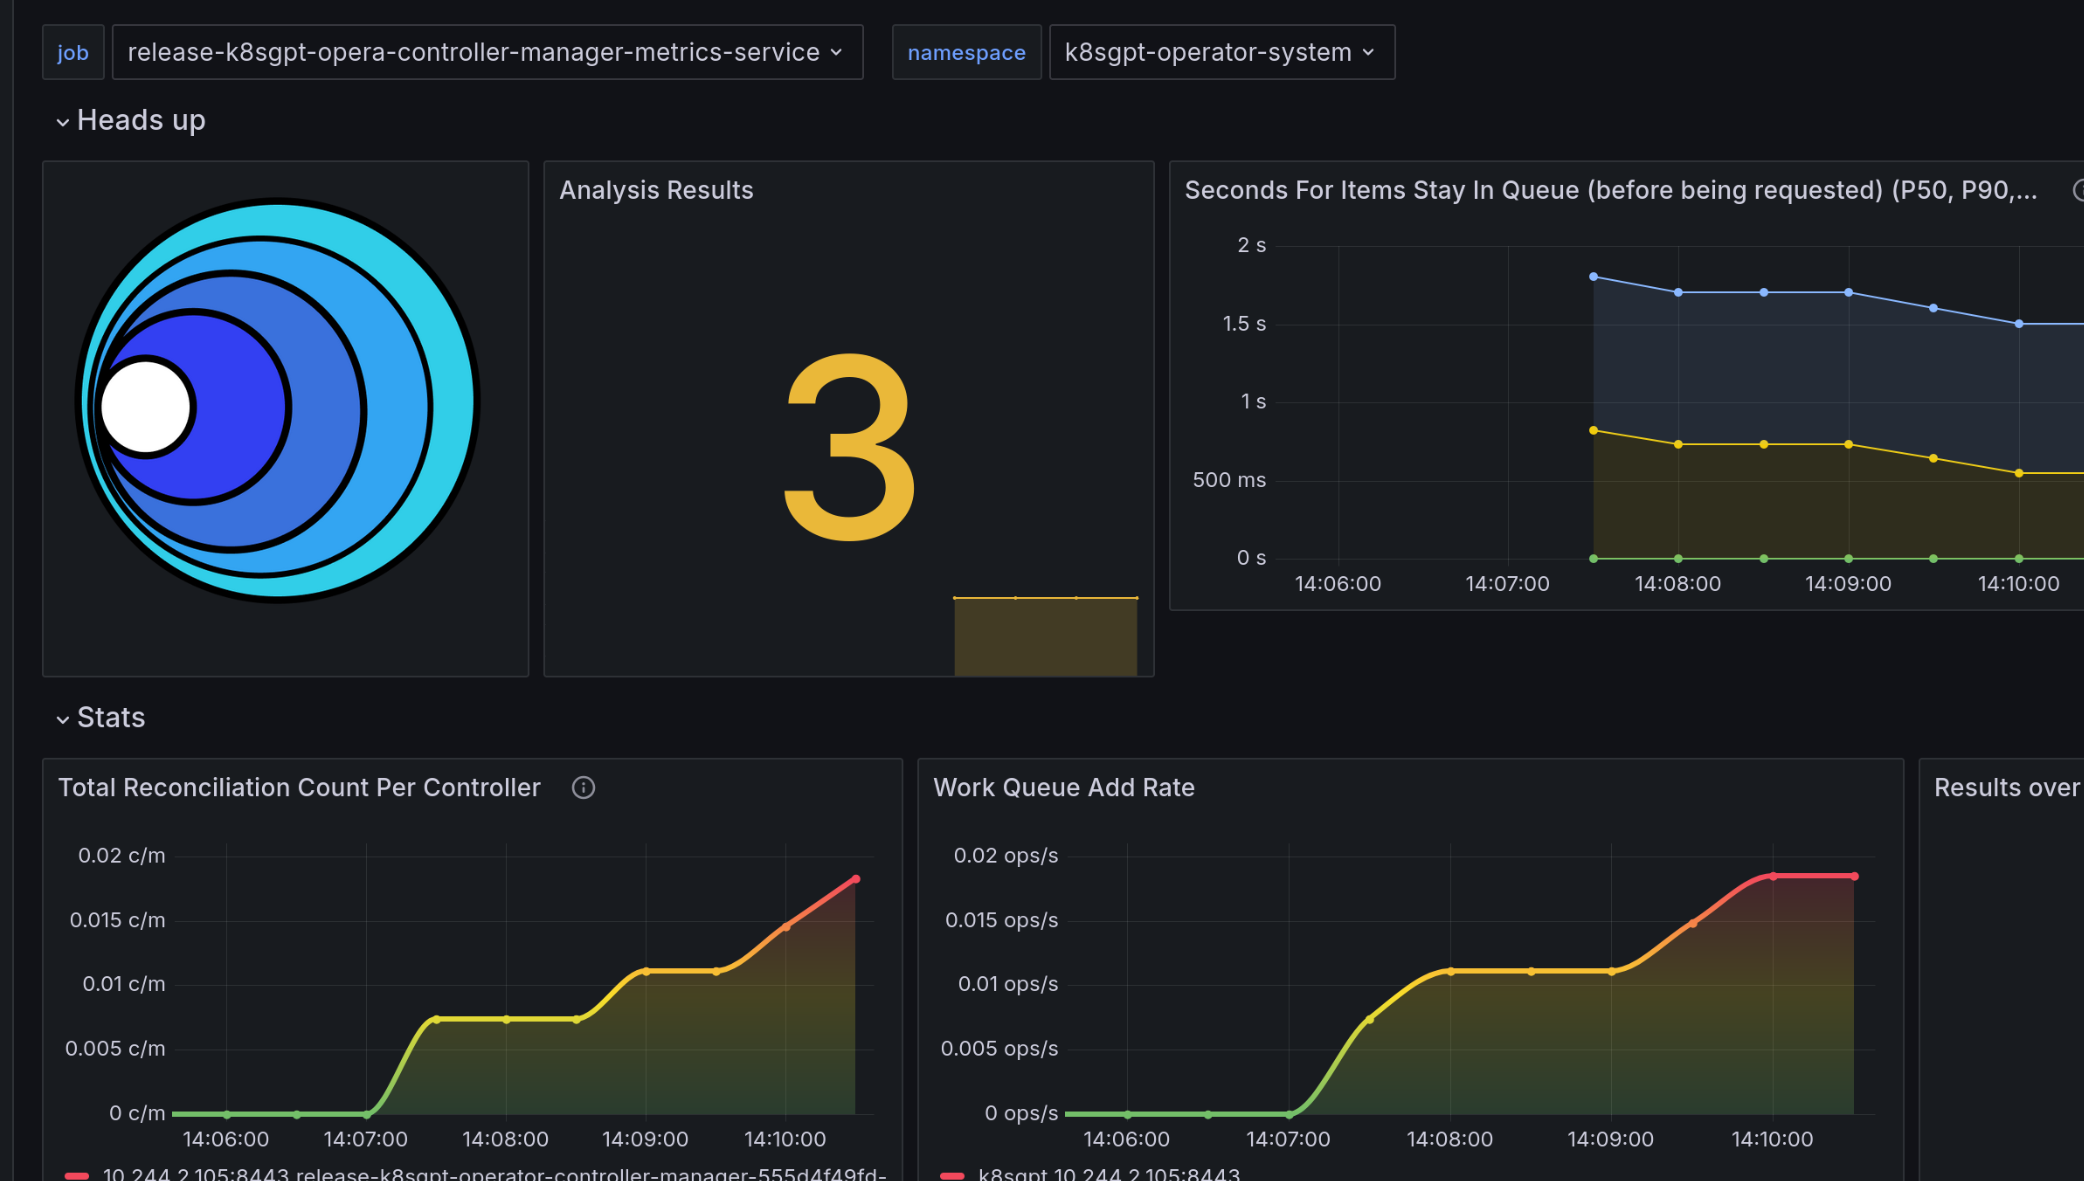 job release-k8sgpt-opera-controller-manager-metrics-service namespace k8sgpt-operator-system
Heads up
Analysis Results
3
Seconds For Items Stay In Queue (before being requested) (P50, P90,...
2 s
1.5 s
1 s
500 ms
0 s
14:06:00 14:07:00 14:08:00 14:09:00 14:10:00
Stats
Total Reconciliation Count Per Controller
0.02 c/m
0.015 c/m
0.01 c/m
0.005 c/m
0 c/m
14:06:00 14:07:00 14:08:00 14:09:00 14:10:00
10.244.2.105:8443 release-k8sgpt-operator-controller-manager-555d4f49fd-
Work Queue Add Rate
0.02 ops/s
0.015 ops/s
0.01 ops/s
0.005 ops/s
0 ops/s
14:06:00 14:07:00 14:08:00 14:09:00 14:10:00
k8sgpt 10.244.2.105:8443
Results over